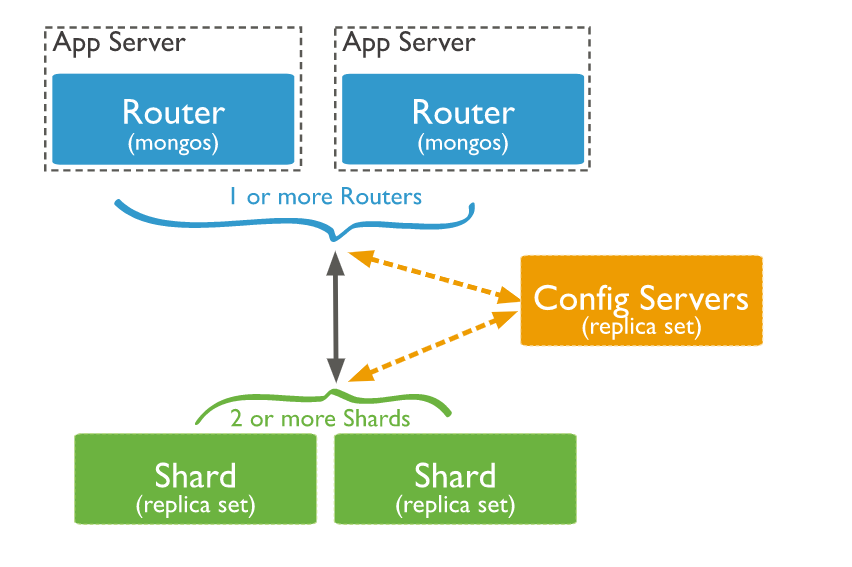 App Server
Router
(mongos)
App Server
Router
(mongos)
1 or more Routers
Config Servers
(replica set)
2 or more Shards
Shard
(replica set)
Shard
(replica set)